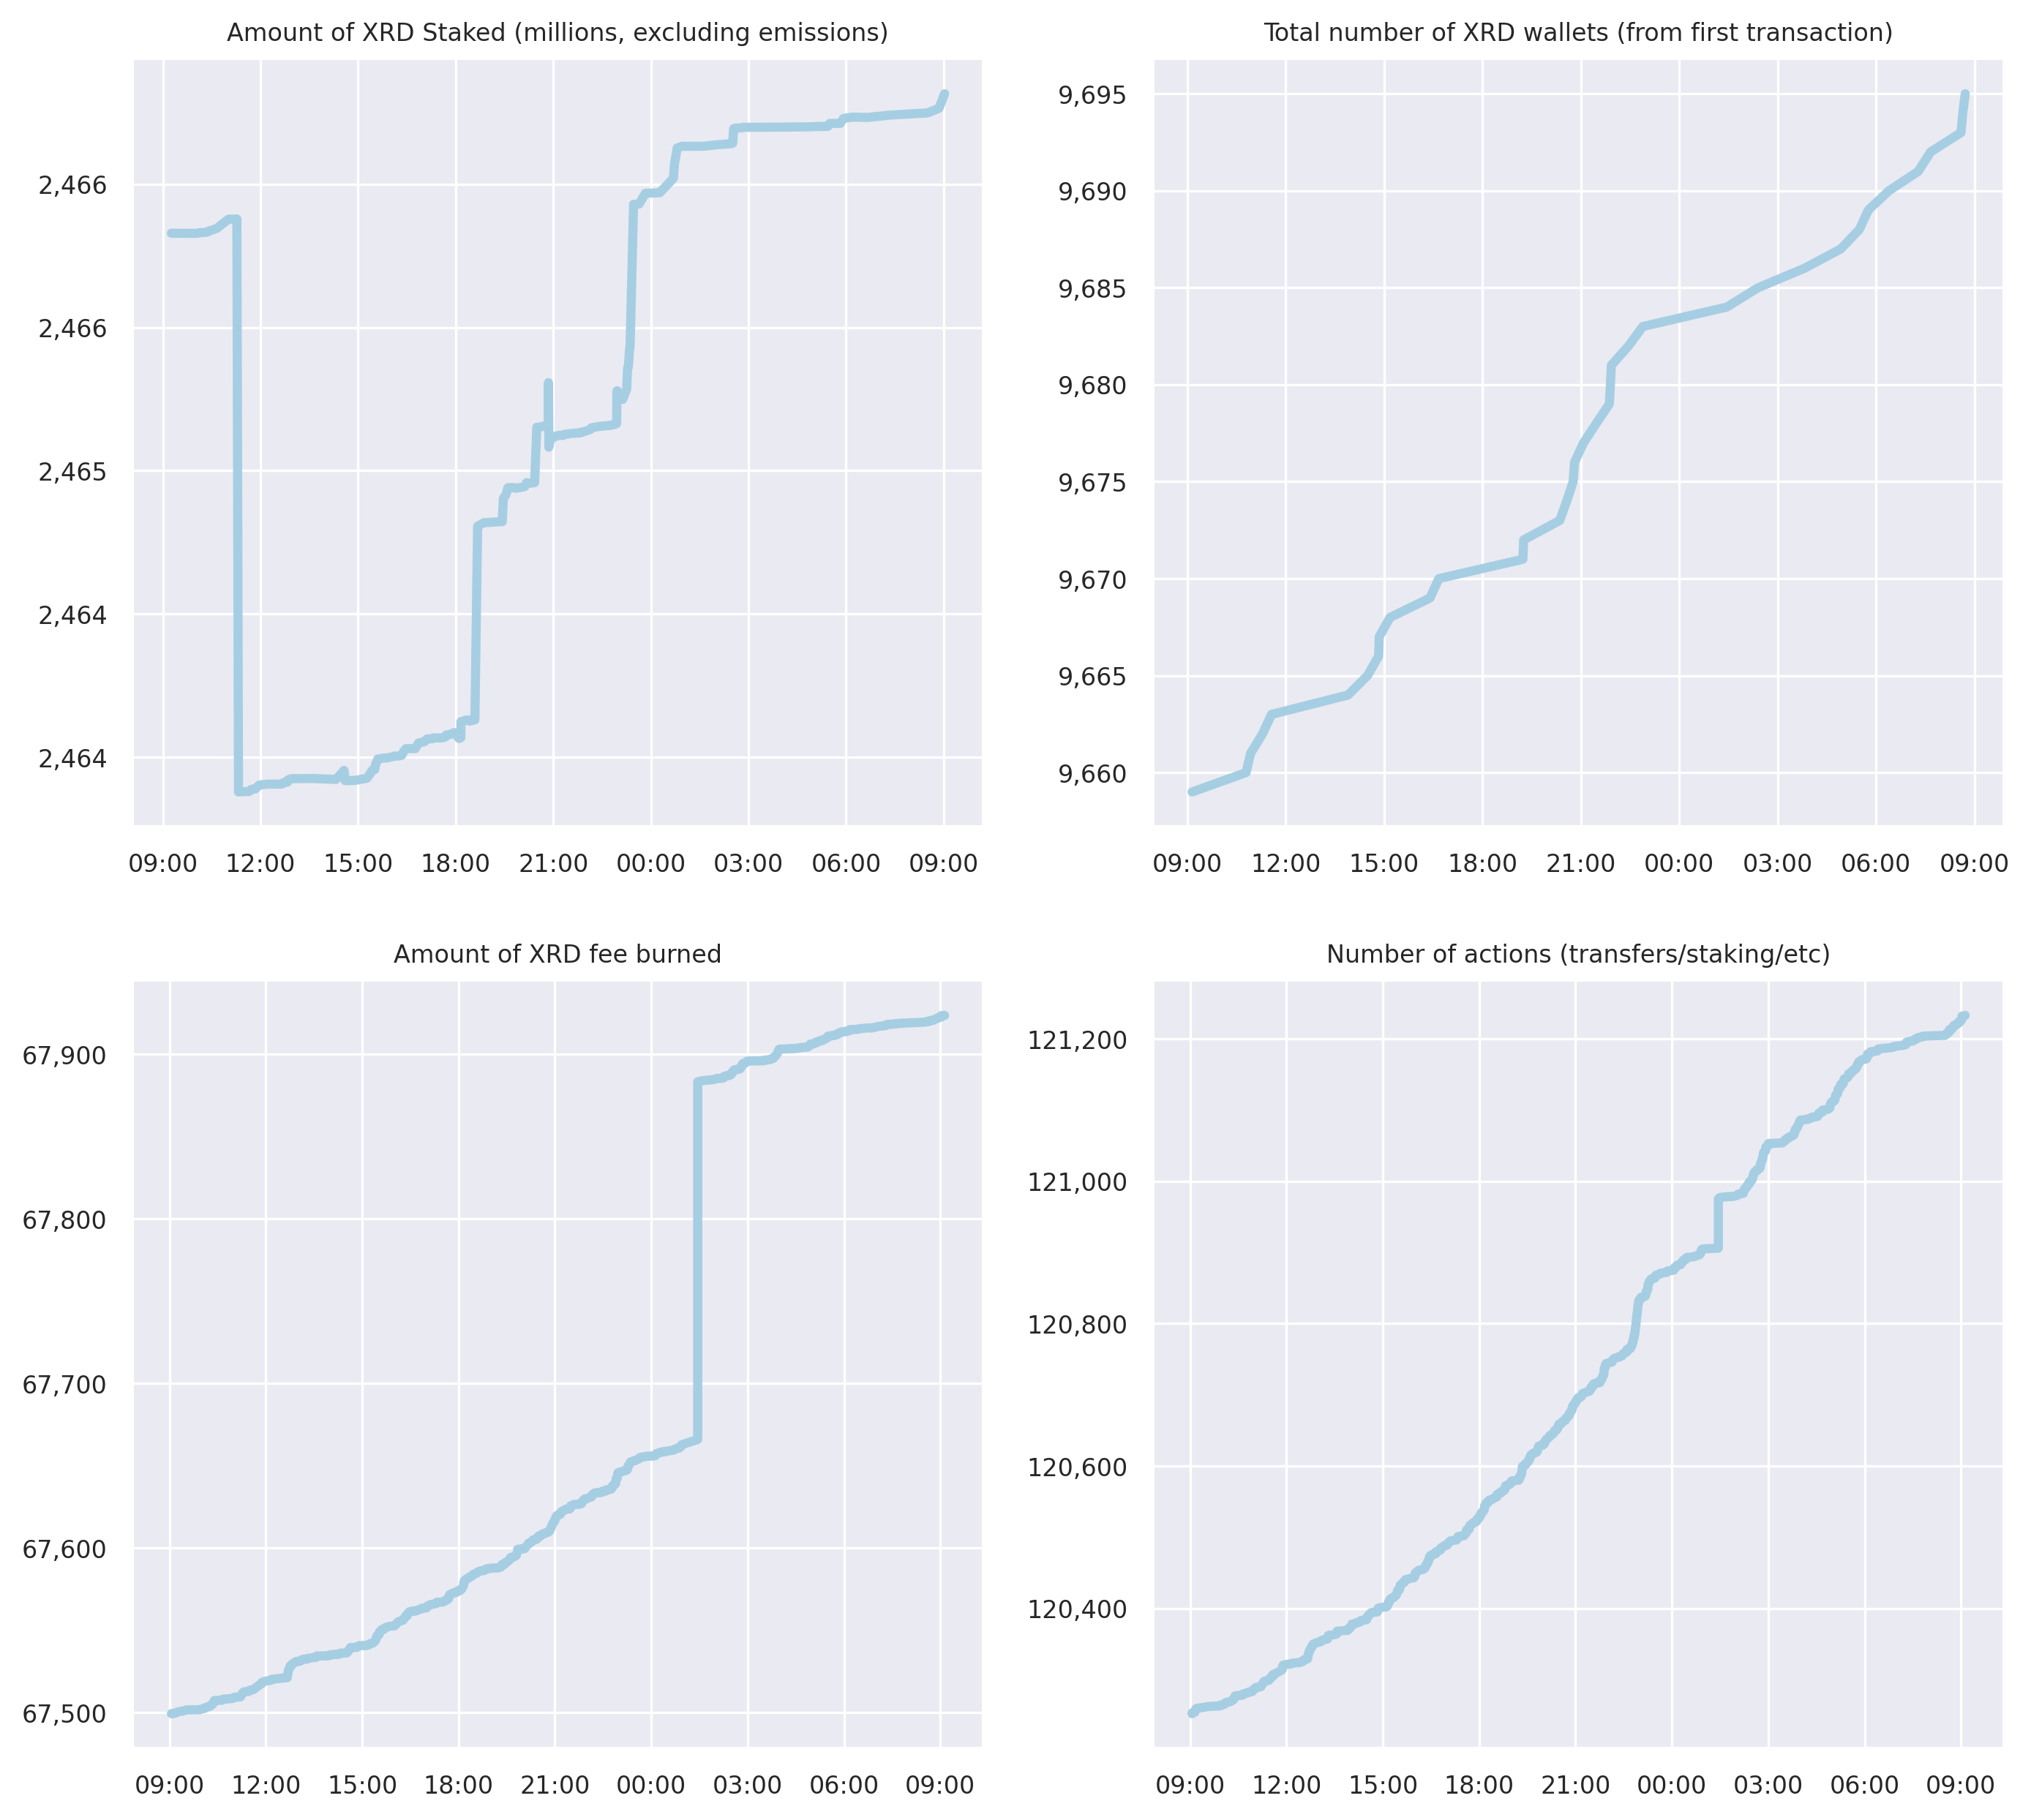 Amount of XRD Staked (millions, excluding emissions)
2,466
2,466
2,465
2,464
2,464
09:00 12:00 15:00 18:00 21:00 00:00 03:00 06:00 09:00
Total number of XRD wallets (from first transaction)
9,695
9,690
9,685
9,680
9,675
9,670
9,665
9,660
09:00 12:00 15:00 18:00 21:00 00:00 03:00 06:00 09:00
Amount of XRD fee burned
67,900
67,800
67,700
67,600
67,500
09:00 12:00 15:00 18:00 21:00 00:00 03:00 06:00 09:00
Number of actions (transfers/staking/etc)
121,200
121,000
120,800
120,600
120,400
09:00 12:00 15:00 18:00 21:00 00:00 03:00 06:00 09:00